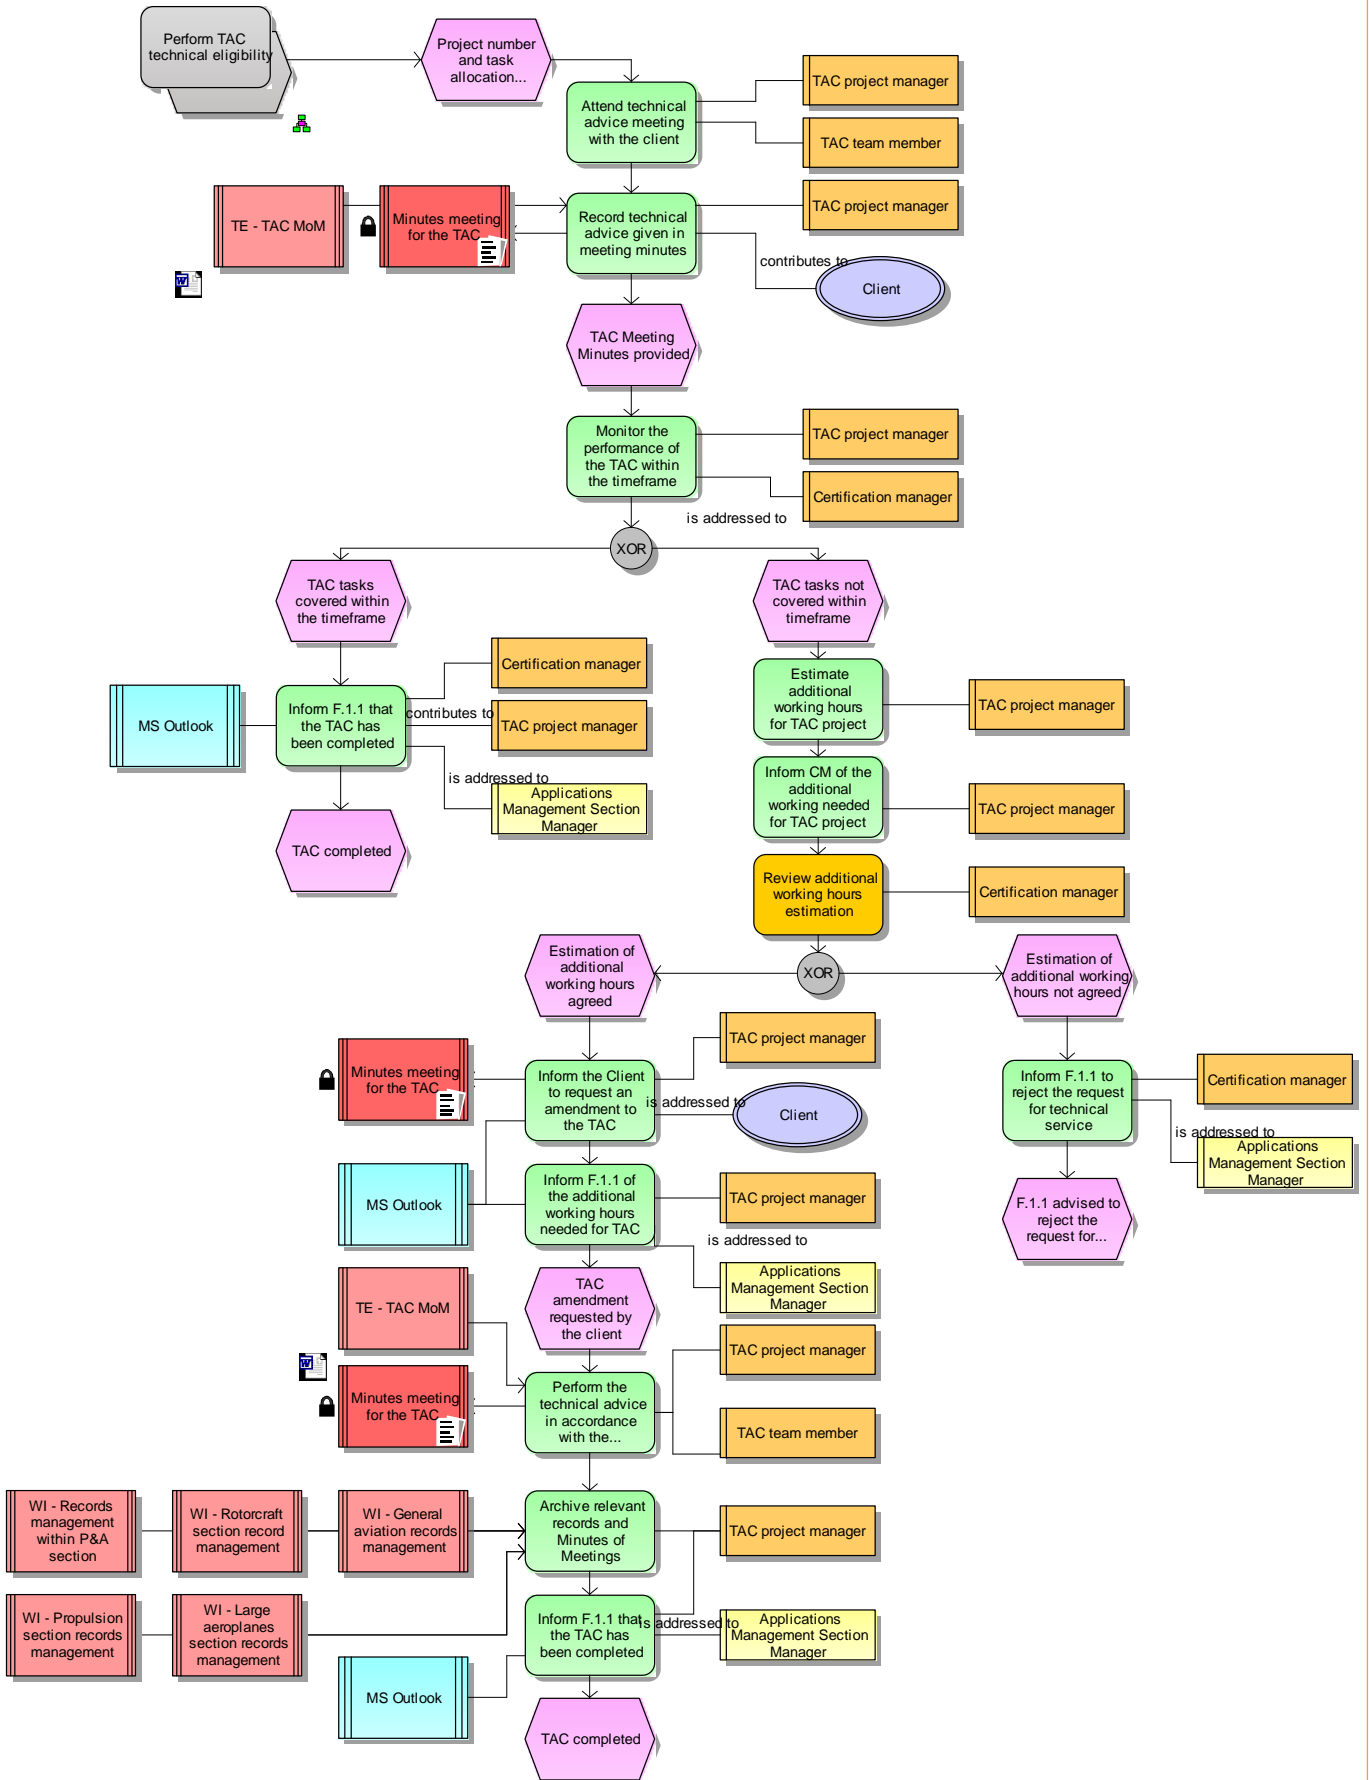 Perform TAC
technical eligibility
Project number
and task
allocation...
Attend technical
advice meeting
with the client
TAC project manager
TAC team member
TE - TAC MoM
Minutes meeting
for the TAC
Record technical
advice given in
meeting minutes
TAC project manager
contributes to
Client
TAC Meeting
Minutes provided
Monitor the
performance of
the TAC within
the timeframe
TAC project manager
Certification manager
is addressed to
XOR
TAC tasks
covered within
the timeframe
TAC tasks not
covered within
timeframe
MS Outlook
Inform F.1.1 that
the TAC has
been completed
Certification manager
contributes to
TAC project manager
is addressed to
Applications
Management Section
Manager
TAC completed
Estimate
additional
working hours
for TAC project
TAC project manager
Inform CM of the
additional
working needed
for TAC project
TAC project manager
Review additional
working hours
estimation
Certification manager
XOR
Estimation of
additional
working hours
agreed
Estimation of
additional working
hours not agreed
Minutes meeting
for the TAC
Inform the Client
to request an
amendment to
the TAC
TAC project manager
is addressed to
Client
Inform F.1.1 to
reject the request
for technical
service
Certification manager
is addressed to
Applications
Management Section
Manager
F.1.1 advised to
reject the
request for...
MS Outlook
Inform F.1.1 of
the additional
working hours
needed for TAC
TAC project manager
is addressed to
Applications
Management Section
Manager
TAC
amendment
requested by
the client
TE - TAC MoM
Minutes meeting
for the TAC
Perform the
technical advice
in accordance
with the...
TAC project manager
TAC team member
WI - Records
management
within P&A
section
WI - Rotorcraft
section record
management
WI - General
aviation records
management
Archive relevant
records and
Minutes of
Meetings
TAC project manager
WI - Propulsion
section records
management
WI - Large
aeroplanes
section records
management
Inform F.1.1 that
the TAC has
been completed
is addressed to
Applications
Management Section
Manager
MS Outlook
TAC completed